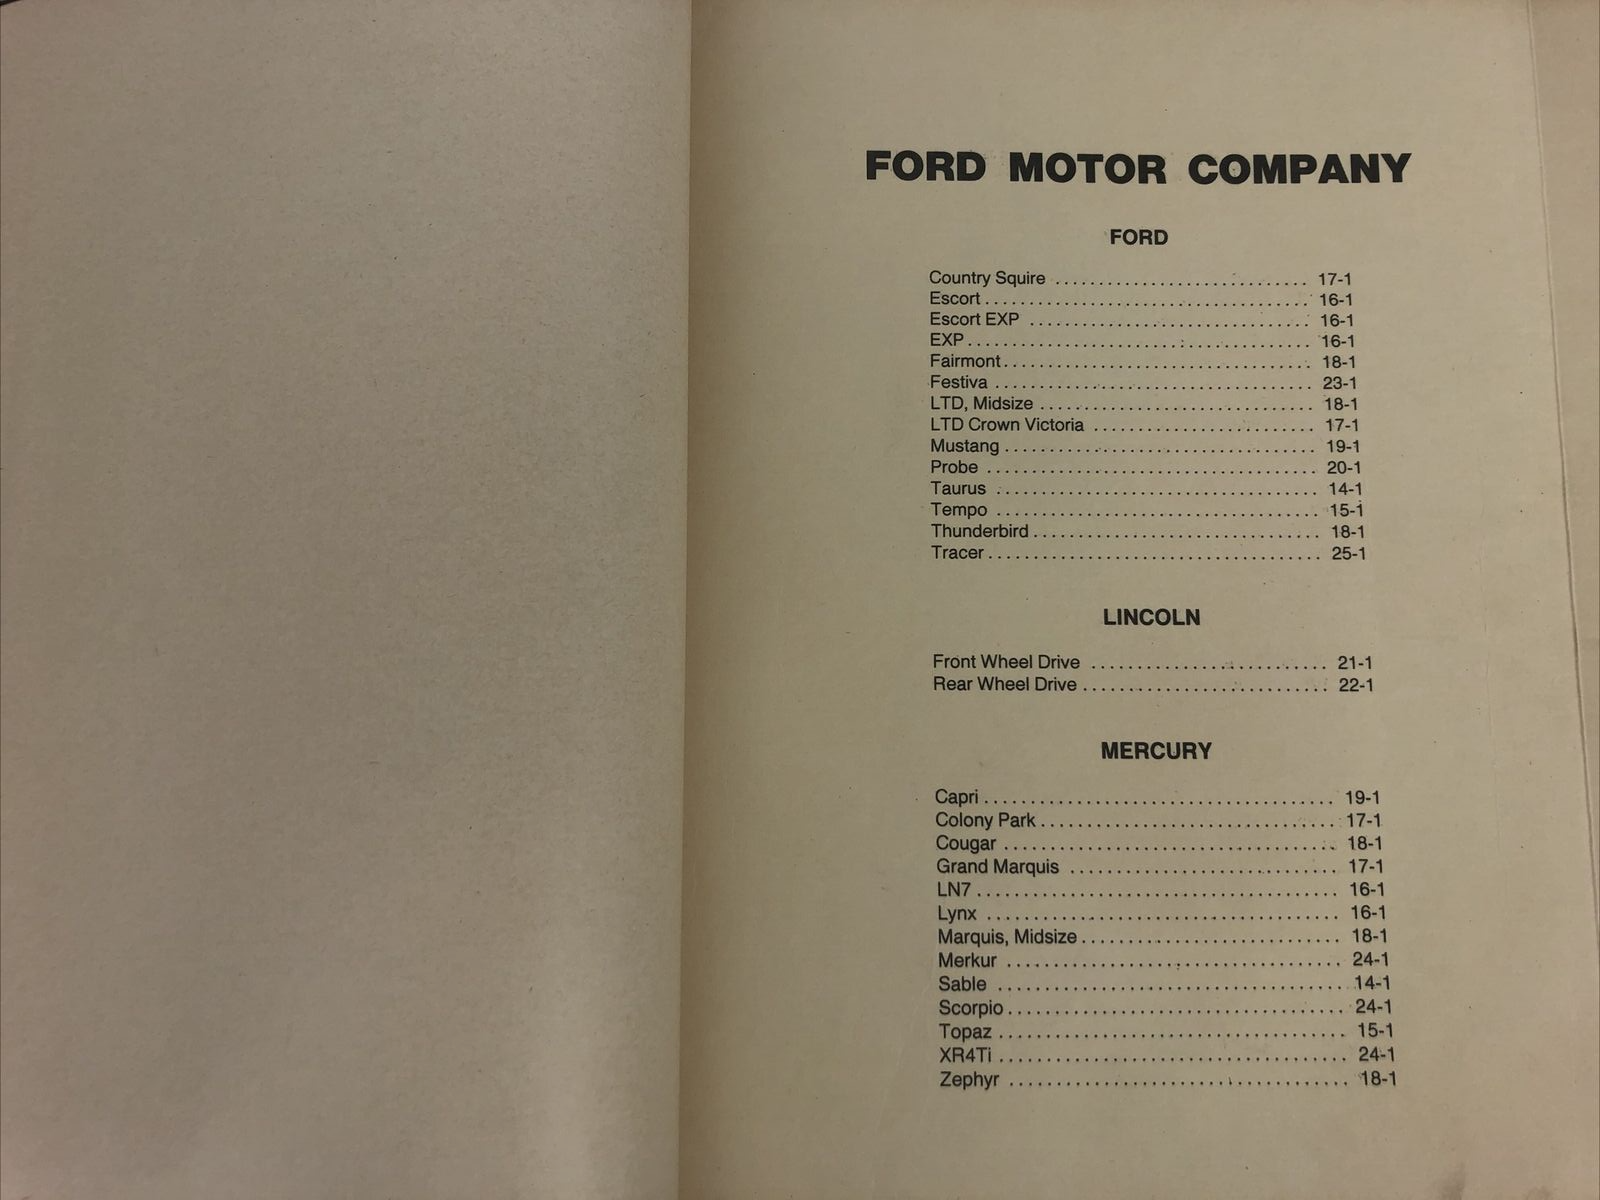 FORD MOTOR COMPANY
FORD
Country Squire ............................ 17-1
Escort .................................... 16-1
Escort EXP ................................ 16-1
EXP ....................................... 16-1
Fairmont .................................. 18-1
Festiva ................................... 23-1
LTD, Midsize .............................. 18-1
LTD Crown Victoria ........................ 17-1
Mustang ................................... 19-1
Probe ..................................... 20-1
Taurus .................................... 14-1
Tempo ..................................... 15-1
Thunderbird ............................... 18-1
Tracer .................................... 25-1
LINCOLN
Front Wheel Drive ......................... 21-1
Rear Wheel Drive .......................... 22-1
MERCURY
Capri ..................................... 19-1
Colony Park ............................... 17-1
Cougar .................................... 18-1
Grand Marquis ............................. 17-1
LN7 ....................................... 16-1
Lynx ...................................... 16-1
Marquis, Midsize .......................... 18-1
Merkur .................................... 24-1
Sable ..................................... 14-1
Scorpio ................................... 24-1
Topaz ..................................... 15-1
XR4Ti ..................................... 24-1
Zephyr .................................... 18-1